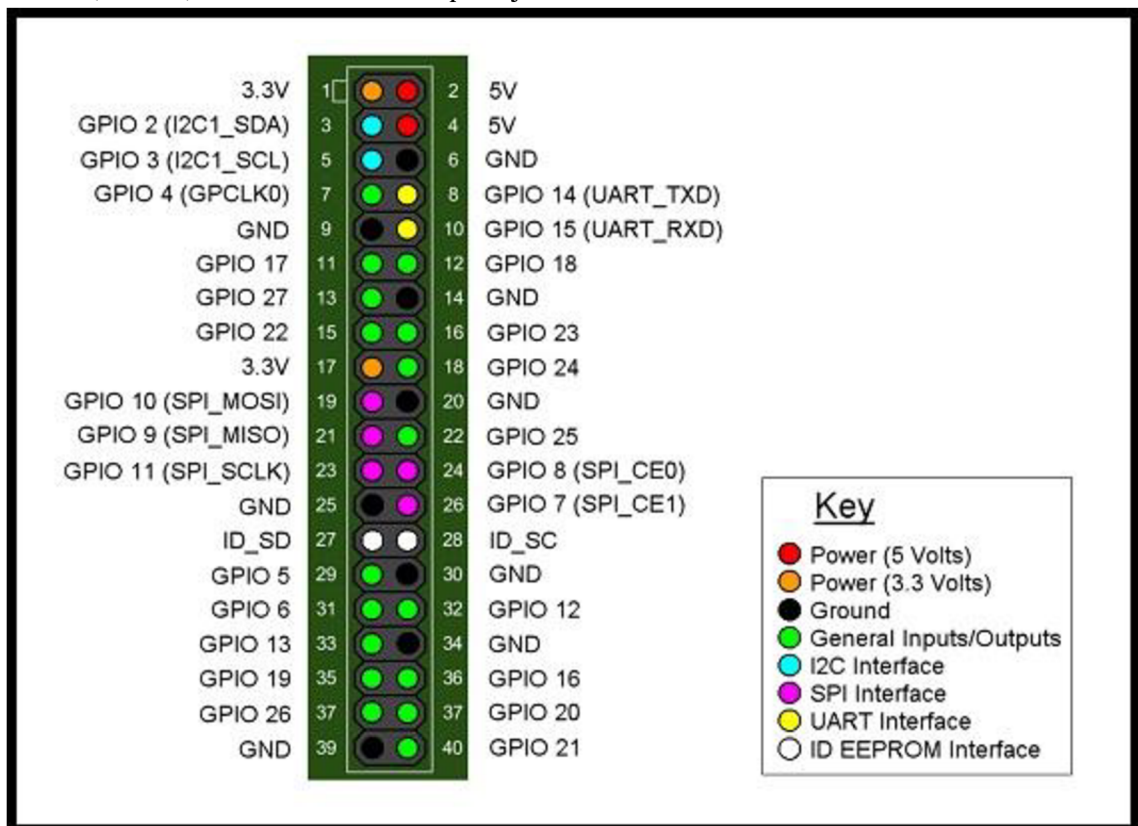 3.3V 1 2 5V
GPIO 2 (I2C1_SDA) 3 4 5V
GPIO 3 (I2C1_SCL) 5 6 GND
GPIO 4 (GPCLK0) 7 8 GPIO 14 (UART_TXD)
GND 9 10 GPIO 15 (UART_RXD)
GPIO 17 11 12 GPIO 18
GPIO 27 13 14 GND
GPIO 22 15 16 GPIO 23
3.3V 17 18 GPIO 24
GPIO 10 (SPI_MOSI) 19 20 GND
GPIO 9 (SPI_MISO) 21 22 GPIO 25
GPIO 11 (SPI_SCLK) 23 24 GPIO 8 (SPI_CE0)
GND 25 26 GPIO 7 (SPI_CE1)
ID_SD 27 28 ID_SC
GPIO 5 29 30 GND
GPIO 6 31 32 GPIO 12
GPIO 13 33 34 GND
GPIO 19 35 36 GPIO 16
GPIO 26 37 37 GPIO 20
GND 39 40 GPIO 21
Key
Power (5 Volts)
Power (3.3 Volts)
Ground
General Inputs/Outputs
I2C Interface
SPI Interface
UART Interface
ID EEPROM Interface